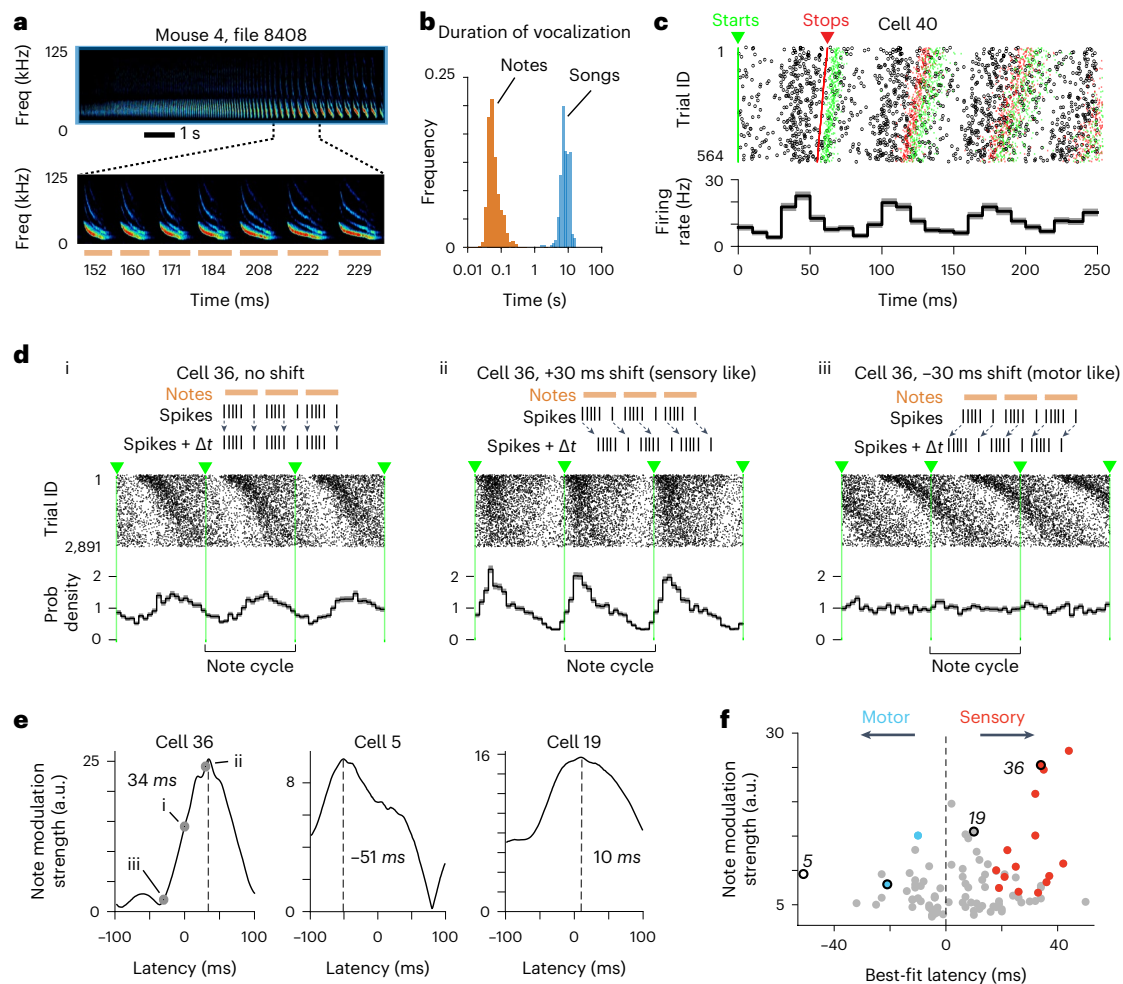 a
Mouse 4, file 8408
Freq (kHz)
125
0
1 s
Freq (kHz)
125
0
152 160 171 184 208 222 229
Time (ms)
b
Duration of vocalization
Notes
Songs
Frequency
0.25
0
0.01 0.1 1 10 100
Time (s)
c
Starts Stops Cell 40
Trial ID
1
564
Firing
rate (Hz)
30
0
0 50 100 150 200 250
Time (ms)
d
i
Cell 36, no shift
Notes
Spikes
Spikes + Δt
Trial ID
1
2,891
Prob
density
2
1
0
Note cycle
ii
Cell 36, +30 ms shift (sensory like)
Notes
Spikes
Spikes + Δt
2
1
0
Note cycle
iii
Cell 36, –30 ms shift (motor like)
Notes
Spikes
Spikes + Δt
2
1
0
Note cycle
e
Note modulation
strength (a.u.)
Cell 36
25
0
34 ms
ii
i
iii
–100 0 100
Latency (ms)
Cell 5
8
0
–51 ms
–100 0 100
Latency (ms)
Cell 19
16
0
10 ms
–100 0 100
Latency (ms)
f
Motor Sensory
Note modulation
strength (a.u.)
30
5
36
19
5
–40 0 40
Best-fit latency (ms)